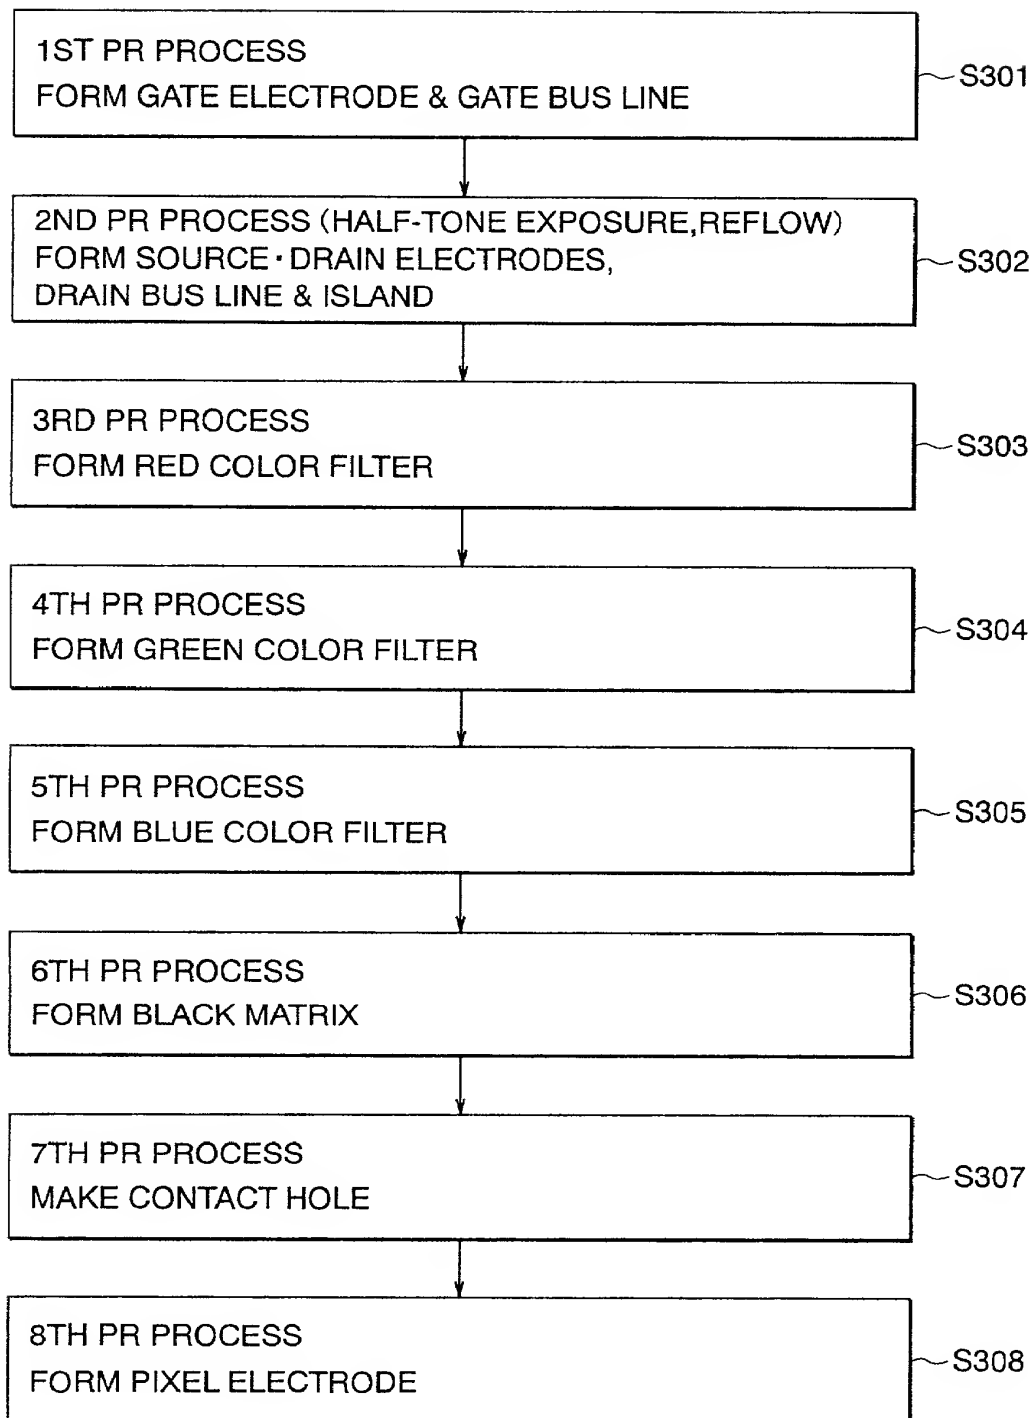 1ST PR PROCESS
FORM GATE ELECTRODE & GATE BUS LINE
S301
2ND PR PROCESS (HALF-TONE EXPOSURE,REFLOW)
FORM SOURCE・DRAIN ELECTRODES,
DRAIN BUS LINE & ISLAND
S302
3RD PR PROCESS
FORM RED COLOR FILTER
S303
4TH PR PROCESS
FORM GREEN COLOR FILTER
S304
5TH PR PROCESS
FORM BLUE COLOR FILTER
S305
6TH PR PROCESS
FORM BLACK MATRIX
S306
7TH PR PROCESS
MAKE CONTACT HOLE
S307
8TH PR PROCESS
FORM PIXEL ELECTRODE
S308